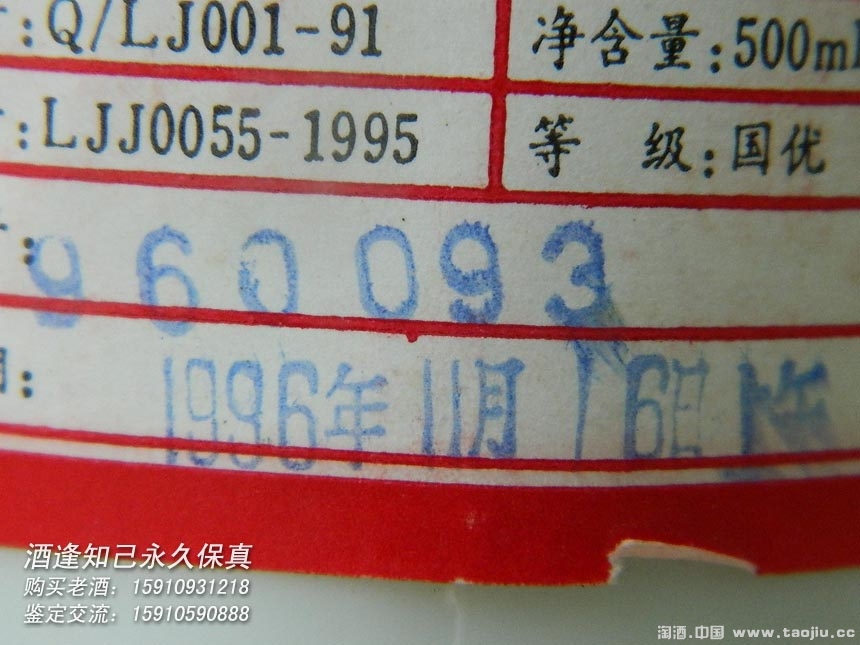 :Q/LJ001-91 净含量:500ml
:LJJ0055-1995 等 级:国优
:960093
期: 1996年11月16日
酒逢知己永久保真
购买老酒: 15910931218
鉴定交流: 15910590888
淘酒.中国 www.taojiu.cc